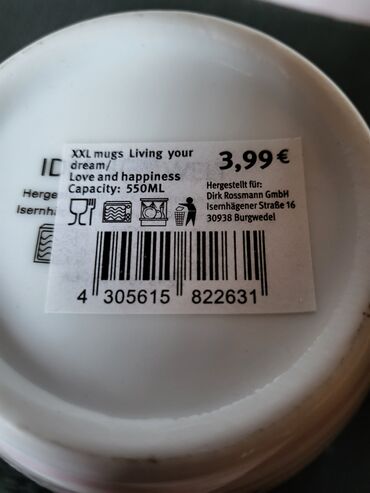 XXL mugs Living your
dream/
Love and happiness
Capacity: 550ML
3,99€
Hergestellt für:
Dirk Rossmann GmbH
Isernhägener Straße 16
30938 Burgwedel
4 305615 822631
ID
Herge
Isernhä